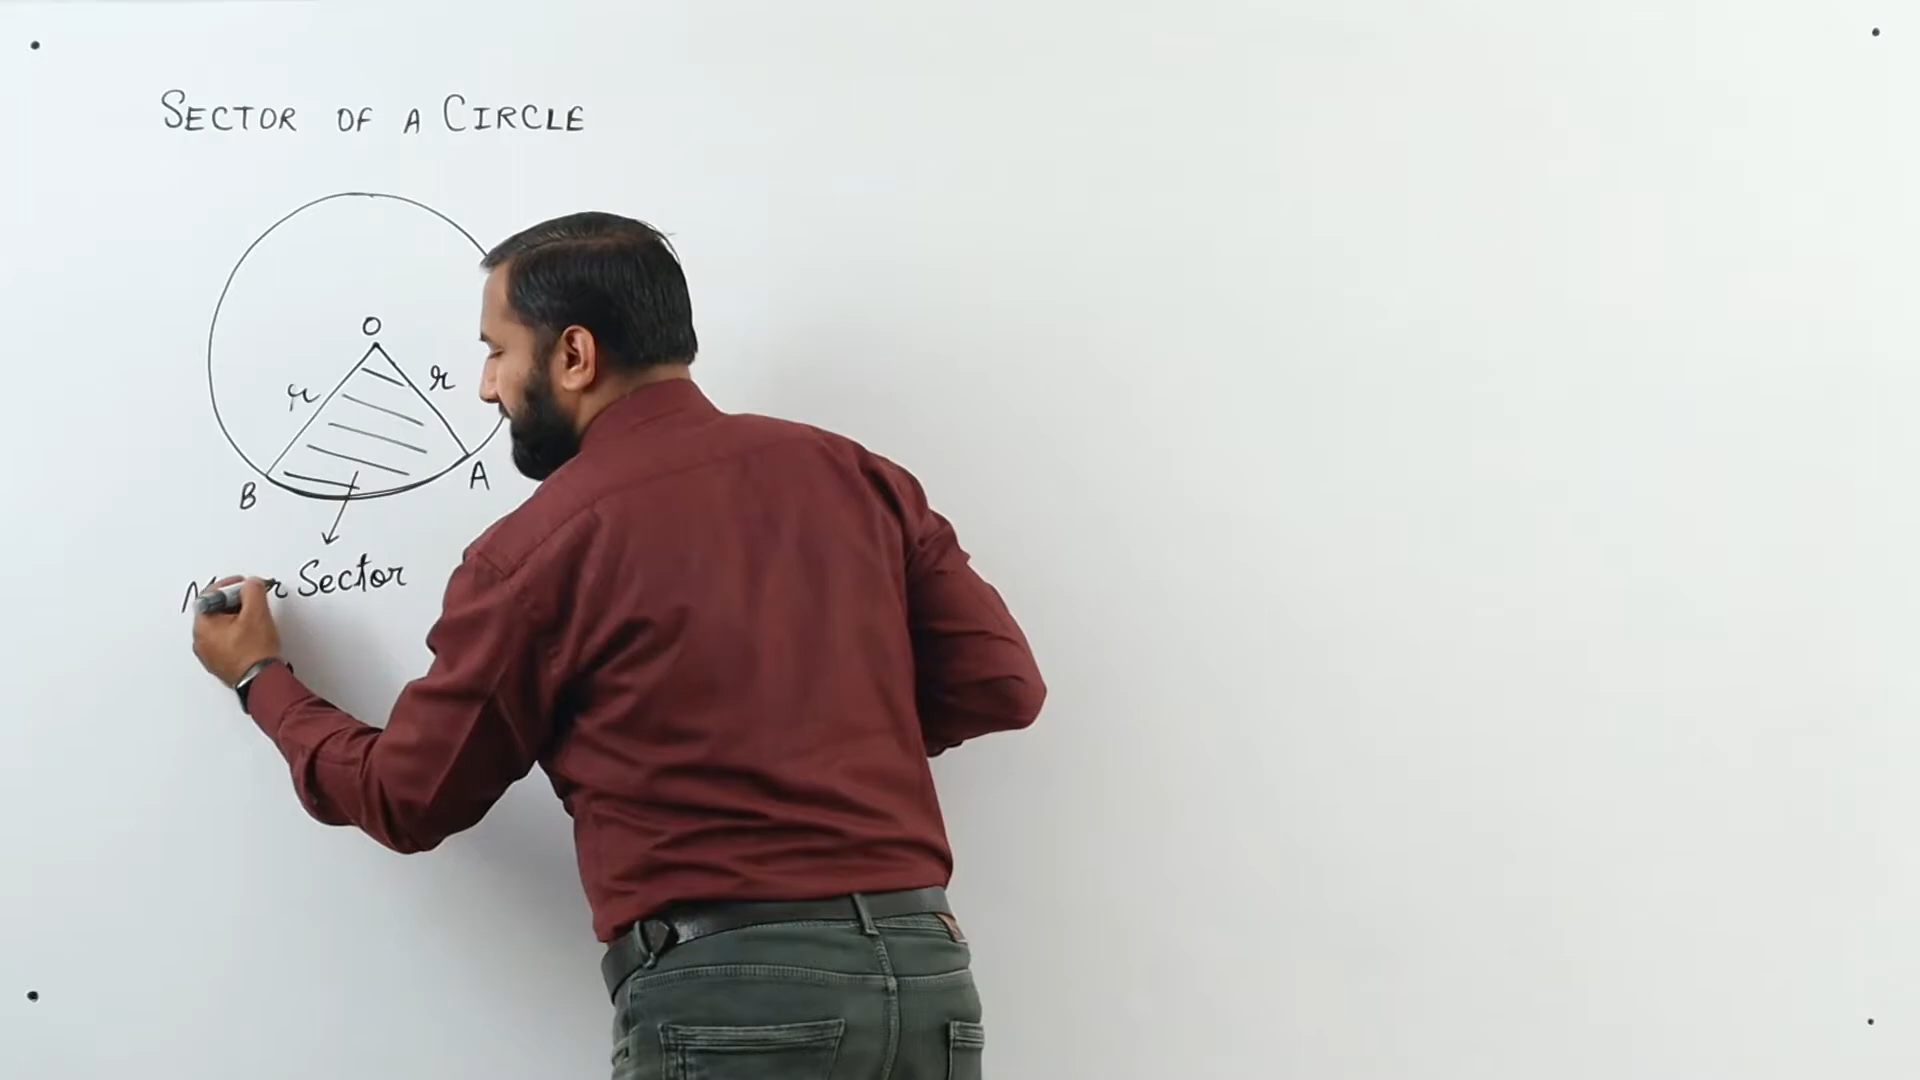 SECTOR OF A CIRCLE
O
r r
B A
Sector